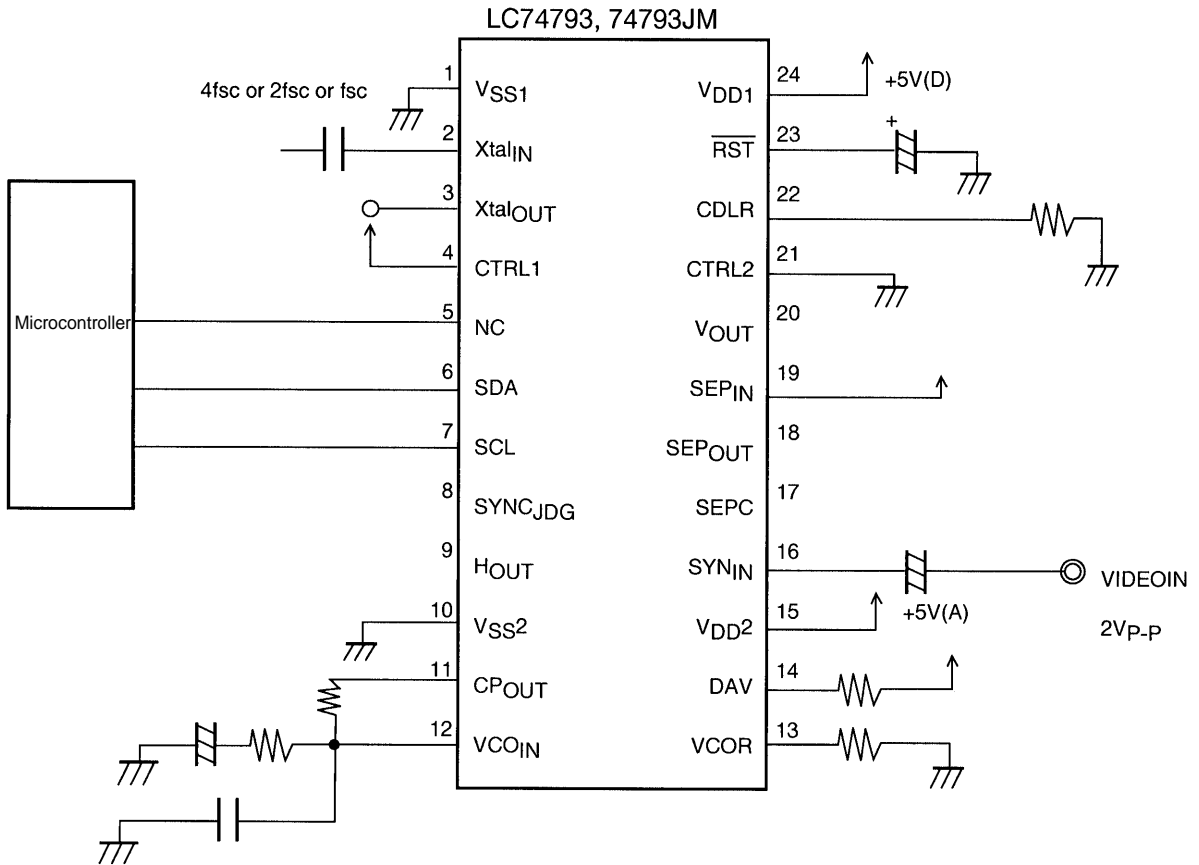 LC74793, 74793JM
4fsc or 2fsc or fsc
Microcontroller
1 VSS1
2 XtalIN
3 XtalOUT
4 CTRL1
5 NC
6 SDA
7 SCL
8 SYNCJDG
9 HOUT
10 VSS2
11 CPOUT
12 VCOIN
VDD1 24
+5V(D)
RST 23
+
CDLR 22
CTRL2 21
VOUT 20
SEPIN 19
SEPOUT 18
SEPC 17
SYNIN 16
VIDEOIN
2VP-P
VDD2 15
+5V(A)
DAV 14
VCOR 13